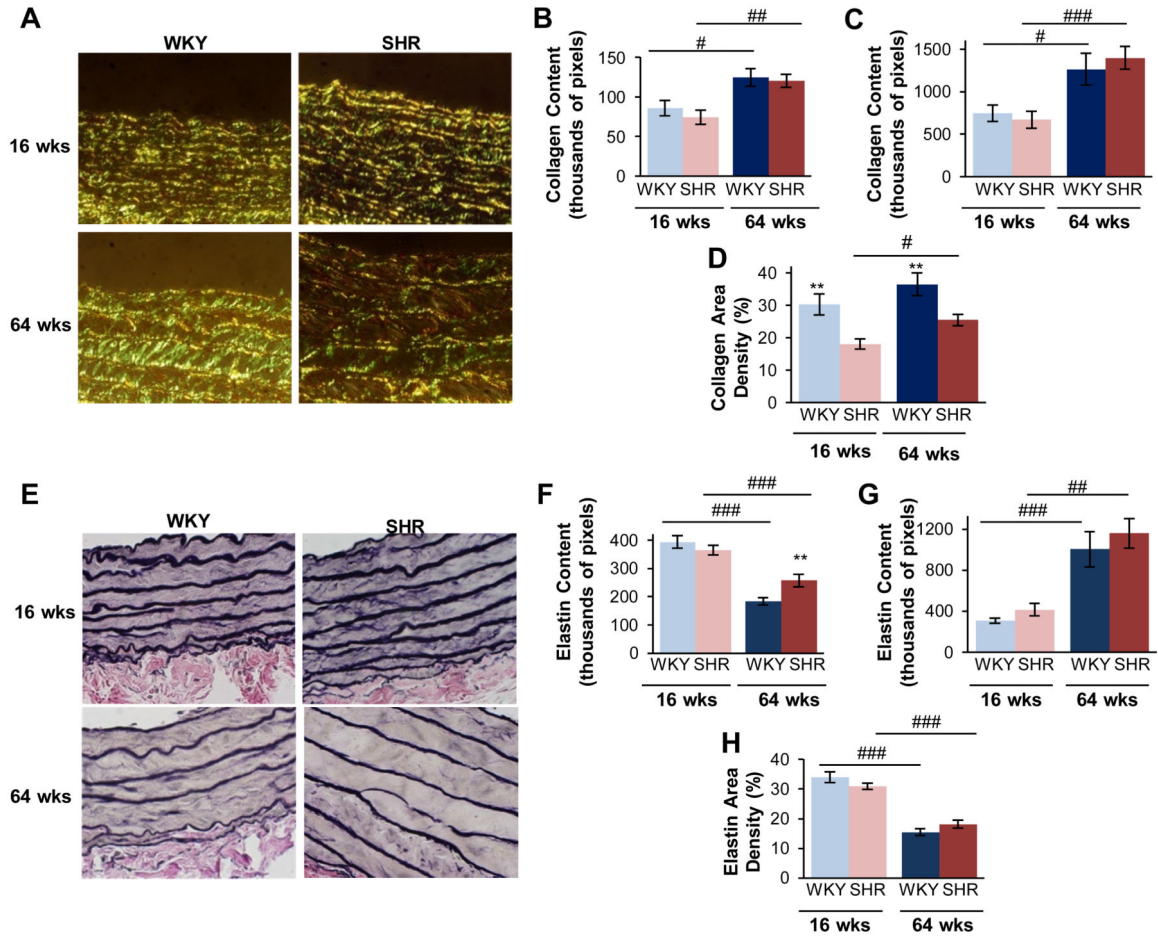 A
WKY
SHR
16 wks
64 wks
B
##
#
Collagen Content
(thousands of pixels)
150
100
50
0
WKY SHR WKY SHR
16 wks 64 wks
C
###
#
Collagen Content
(thousands of pixels)
1500
1000
500
0
WKY SHR WKY SHR
16 wks 64 wks
D
#
** **
Collagen Area
Density (%)
40
30
20
10
0
WKY SHR WKY SHR
16 wks 64 wks
E
WKY
SHR
16 wks
64 wks
F
###
###
**
Elastin Content
(thousands of pixels)
400
300
200
100
0
WKY SHR WKY SHR
16 wks 64 wks
G
##
###
Elastin Content
(thousands of pixels)
1200
800
400
0
WKY SHR WKY SHR
16 wks 64 wks
H
###
###
Elastin Area
Density (%)
40
30
20
10
0
WKY SHR WKY SHR
16 wks 64 wks